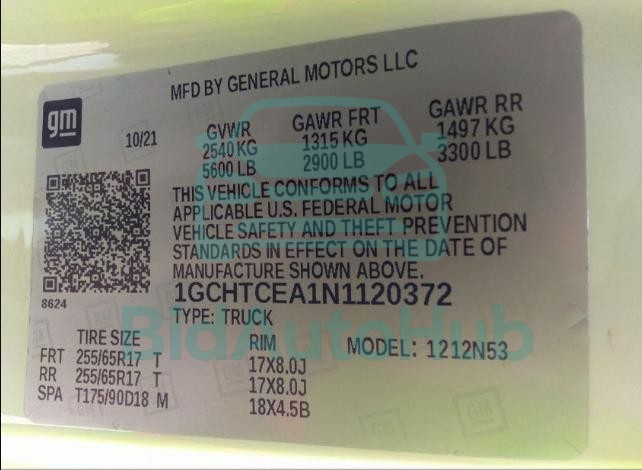 gm
MFD BY GENERAL MOTORS LLC
10/21
GVWR GAWR FRT GAWR RR
2540 KG 1315 KG 1497 KG
5600 LB 2900 LB 3300 LB
THIS VEHICLE CONFORMS TO ALL
APPLICABLE U.S. FEDERAL MOTOR
VEHICLE SAFETY AND THEFT PREVENTION
STANDARDS IN EFFECT ON THE DATE OF
MANUFACTURE SHOWN ABOVE.
8624
1GCHTCEA1N1120372
TYPE: TRUCK
BidAutoHub
TIRE SIZE RIM MODEL: 1212N53
FRT 255/65R17 T 17X8.0J
RR 255/65R17 T 17X8.0J
SPA T175/90D18 M 18X4.5B
GM
GM